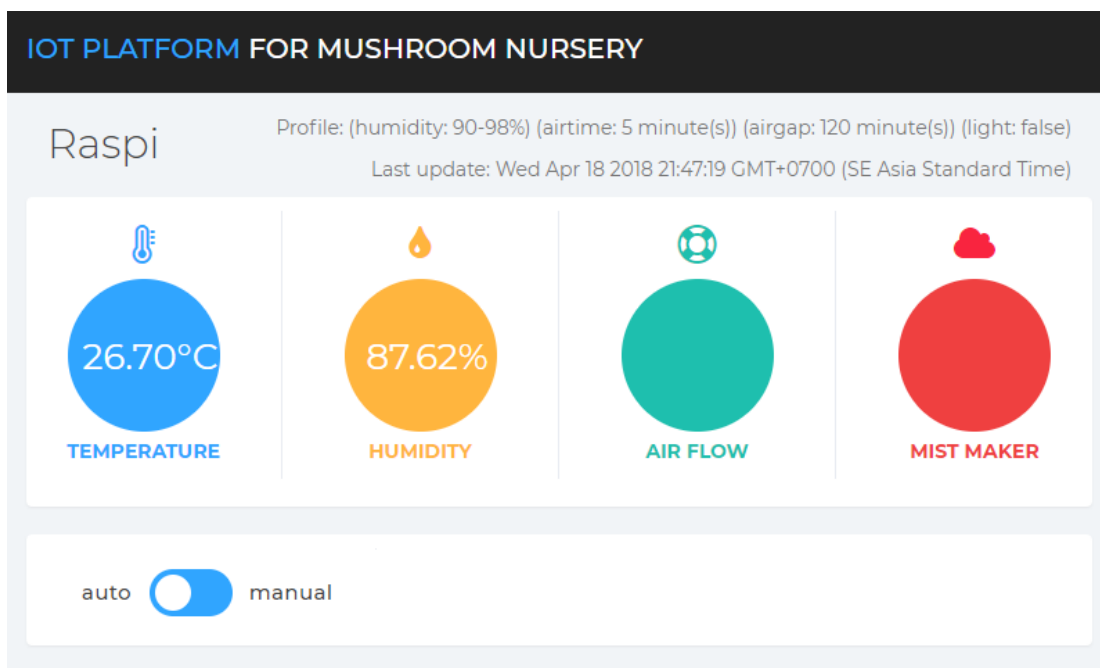 IOT PLATFORM FOR MUSHROOM NURSERY
Raspi
Profile: (humidity: 90-98%) (airtime: 5 minute(s)) (airgap: 120 minute(s)) (light: false)
Last update: Wed Apr 18 2018 21:47:19 GMT+0700 (SE Asia Standard Time)
26.70°C
TEMPERATURE
87.62%
HUMIDITY
AIR FLOW
MIST MAKER
auto manual